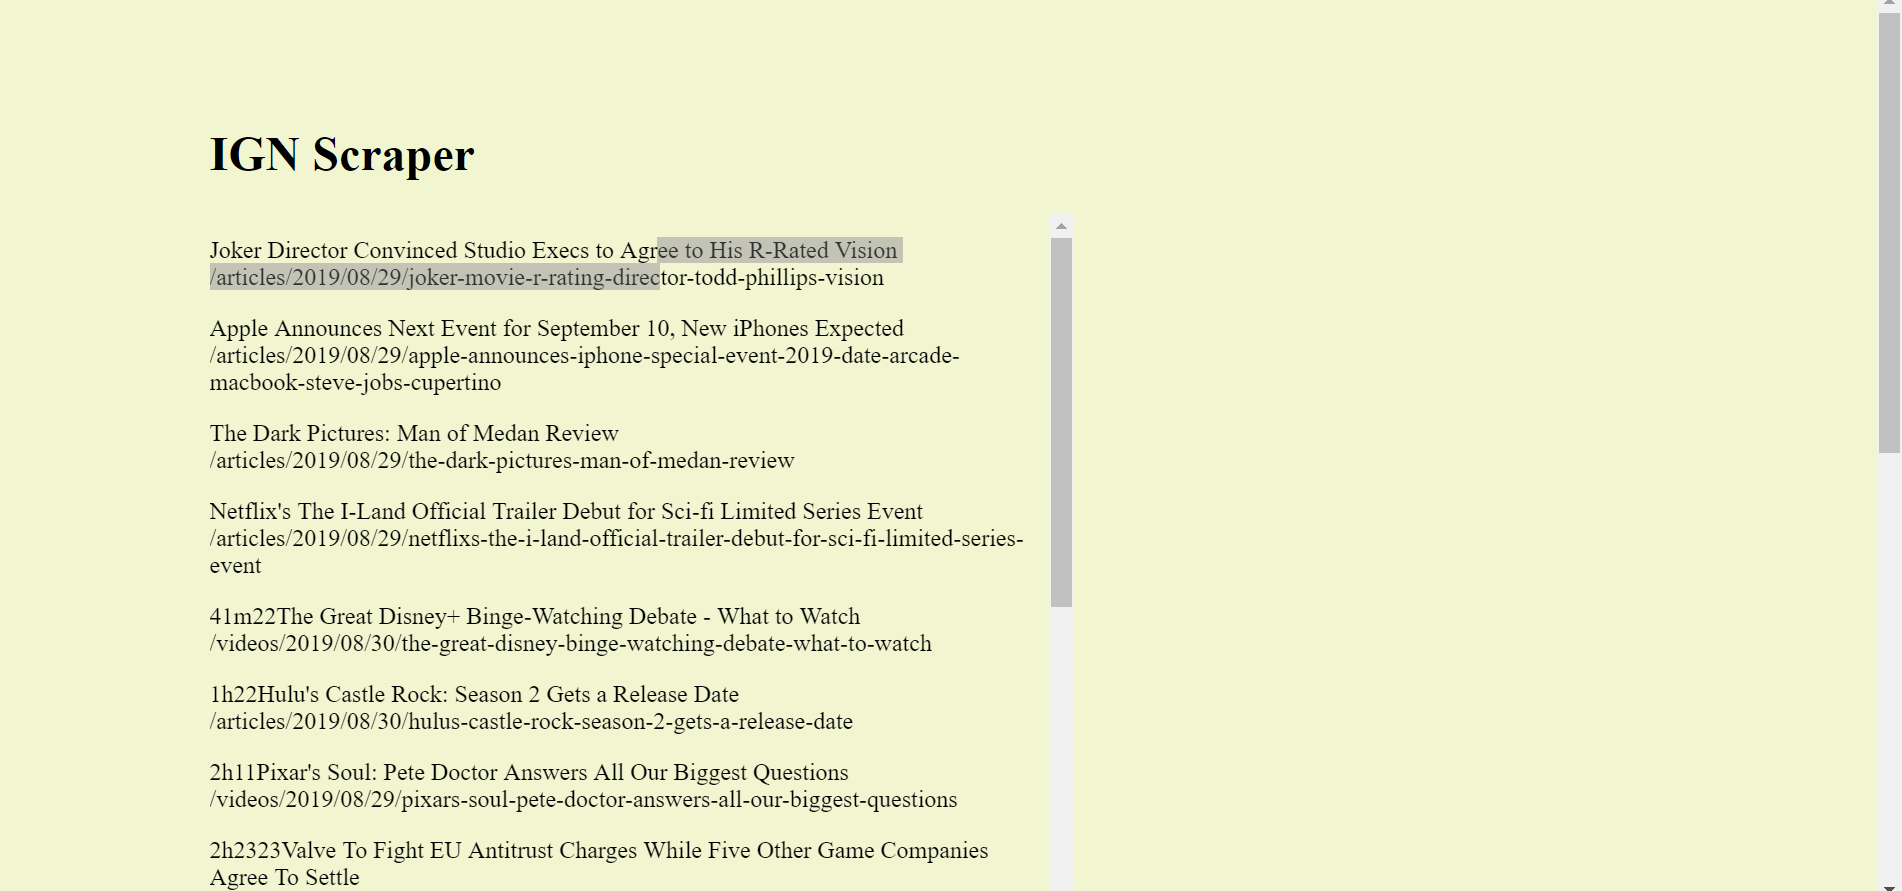 IGN Scraper
Joker Director Convinced Studio Execs to Agree to His R-Rated Vision
/articles/2019/08/29/joker-movie-r-rating-director-todd-phillips-vision
Apple Announces Next Event for September 10, New iPhones Expected
/articles/2019/08/29/apple-announces-iphone-special-event-2019-date-arcade-
macbook-steve-jobs-cupertino
The Dark Pictures: Man of Medan Review
/articles/2019/08/29/the-dark-pictures-man-of-medan-review
Netflix's The I-Land Official Trailer Debut for Sci-fi Limited Series Event
/articles/2019/08/29/netflixs-the-i-land-official-trailer-debut-for-sci-fi-limited-series-
event
41m22The Great Disney+ Binge-Watching Debate - What to Watch
/videos/2019/08/30/the-great-disney-binge-watching-debate-what-to-watch
1h22Hulu's Castle Rock: Season 2 Gets a Release Date
/articles/2019/08/30/hulus-castle-rock-season-2-gets-a-release-date
2h11Pixar's Soul: Pete Doctor Answers All Our Biggest Questions
/videos/2019/08/29/pixars-soul-pete-doctor-answers-all-our-biggest-questions
2h2323Valve To Fight EU Antitrust Charges While Five Other Game Companies
Agree To Settle